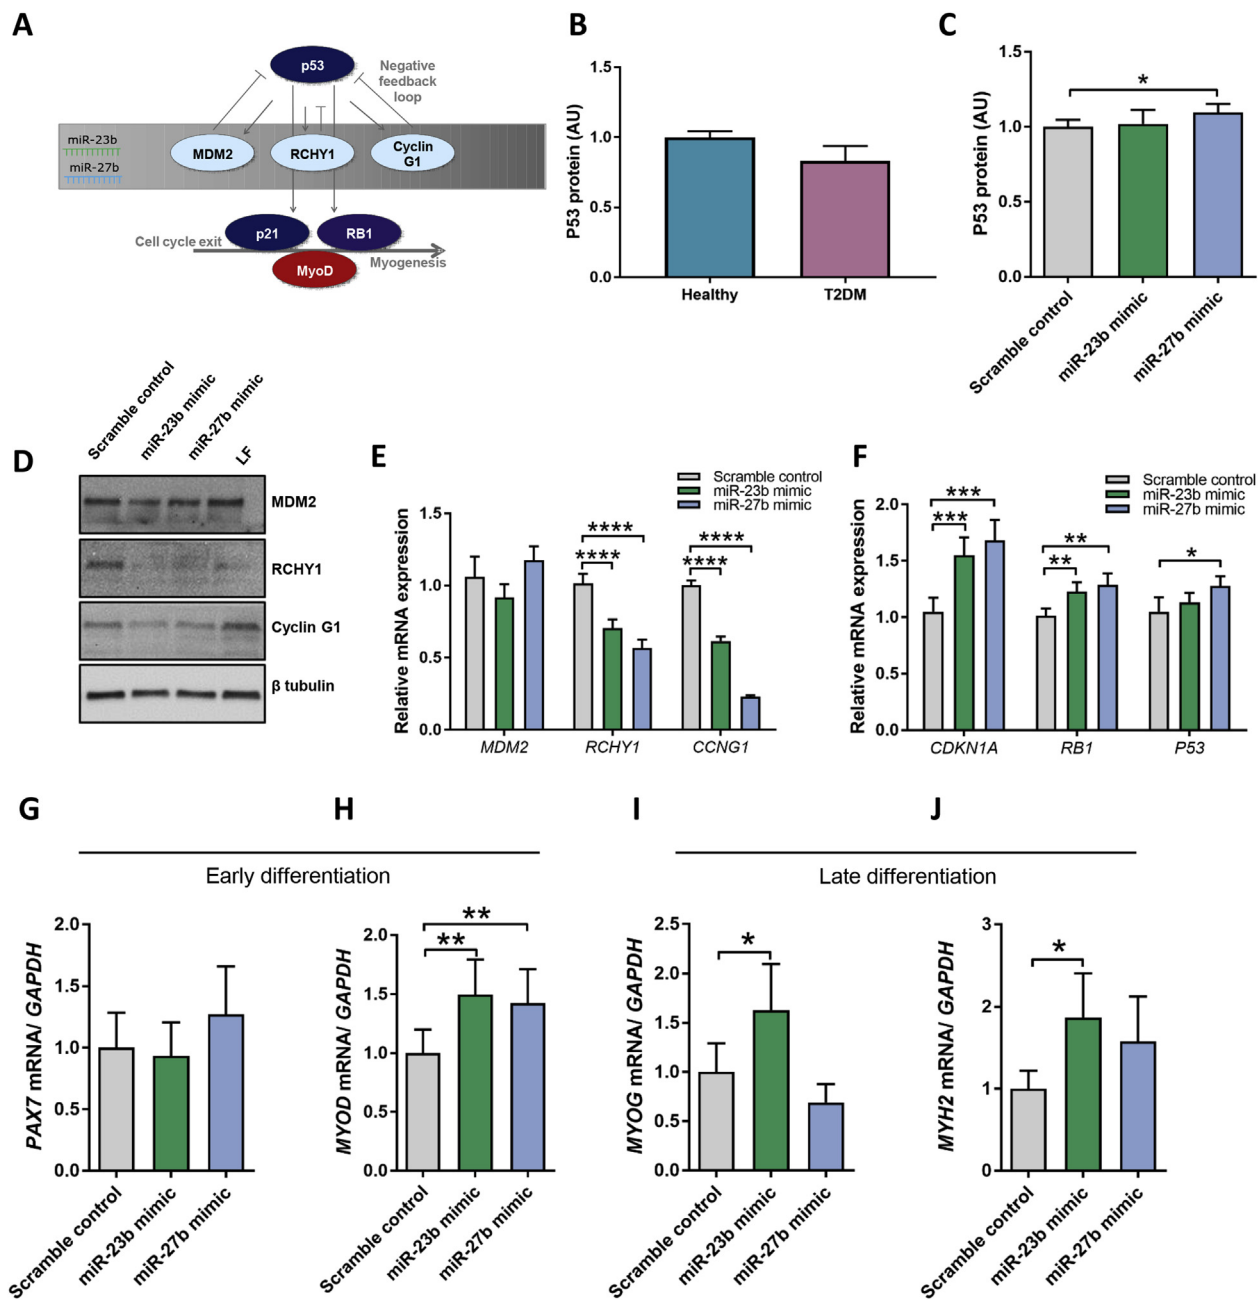 A
p53
Negative
feedback
loop
miR-23b
miR-27b
MDM2
RCHY1
Cyclin
G1
p21
RB1
Cell cycle exit
MyoD
Myogenesis
B
P53 protein (AU)
1.5
1.0
0.5
0.0
Healthy
T2DM
C
P53 protein (AU)
1.5
1.0
0.5
0.0
*
Scramble control
miR-23b mimic
miR-27b mimic
D
Scramble control
miR-23b mimic
miR-27b mimic
LF
MDM2
RCHY1
Cyclin G1
β tubulin
E
Scramble control
miR-23b mimic
miR-27b mimic
Relative mRNA expression
1.5
1.0
0.5
0.0
****
****
****
****
MDM2
RCHY1
CCNG1
F
Scramble control
miR-23b mimic
miR-27b mimic
Relative mRNA expression
2.0
1.5
1.0
0.5
0.0
***
***
**
**
*
CDKN1A
RB1
P53
G
H
Early differentiation
PAX7 mRNA/ GAPDH
2.0
1.5
1.0
0.5
0.0
Scramble control
miR-23b mimic
miR-27b mimic
MYOD mRNA/ GAPDH
2.0
1.5
1.0
0.5
0.0
**
**
Scramble control
miR-23b mimic
miR-27b mimic
I
J
Late differentiation
MYOG mRNA/ GAPDH
2.5
2.0
1.5
1.0
0.5
0.0
*
Scramble control
miR-23b mimic
miR-27b mimic
MYH2 mRNA/ GAPDH
3
2
1
0
*
Scramble control
miR-23b mimic
miR-27b mimic